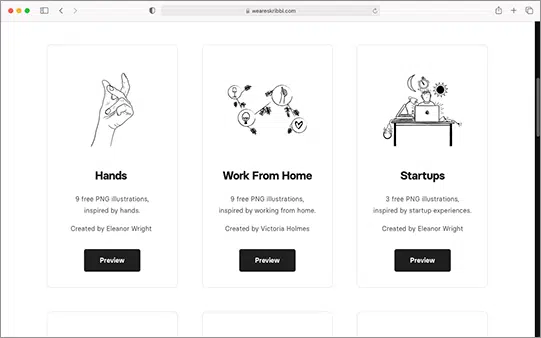 weareskribbl.com
Hands
9 free PNG illustrations,
inspired by hands.
Created by Eleanor Wright
Preview
Work From Home
9 free PNG illustrations,
inspired by working from home.
Created by Victoria Holmes
Preview
Startups
3 free PNG illustrations,
inspired by startup experiences.
Created by Eleanor Wright
Preview